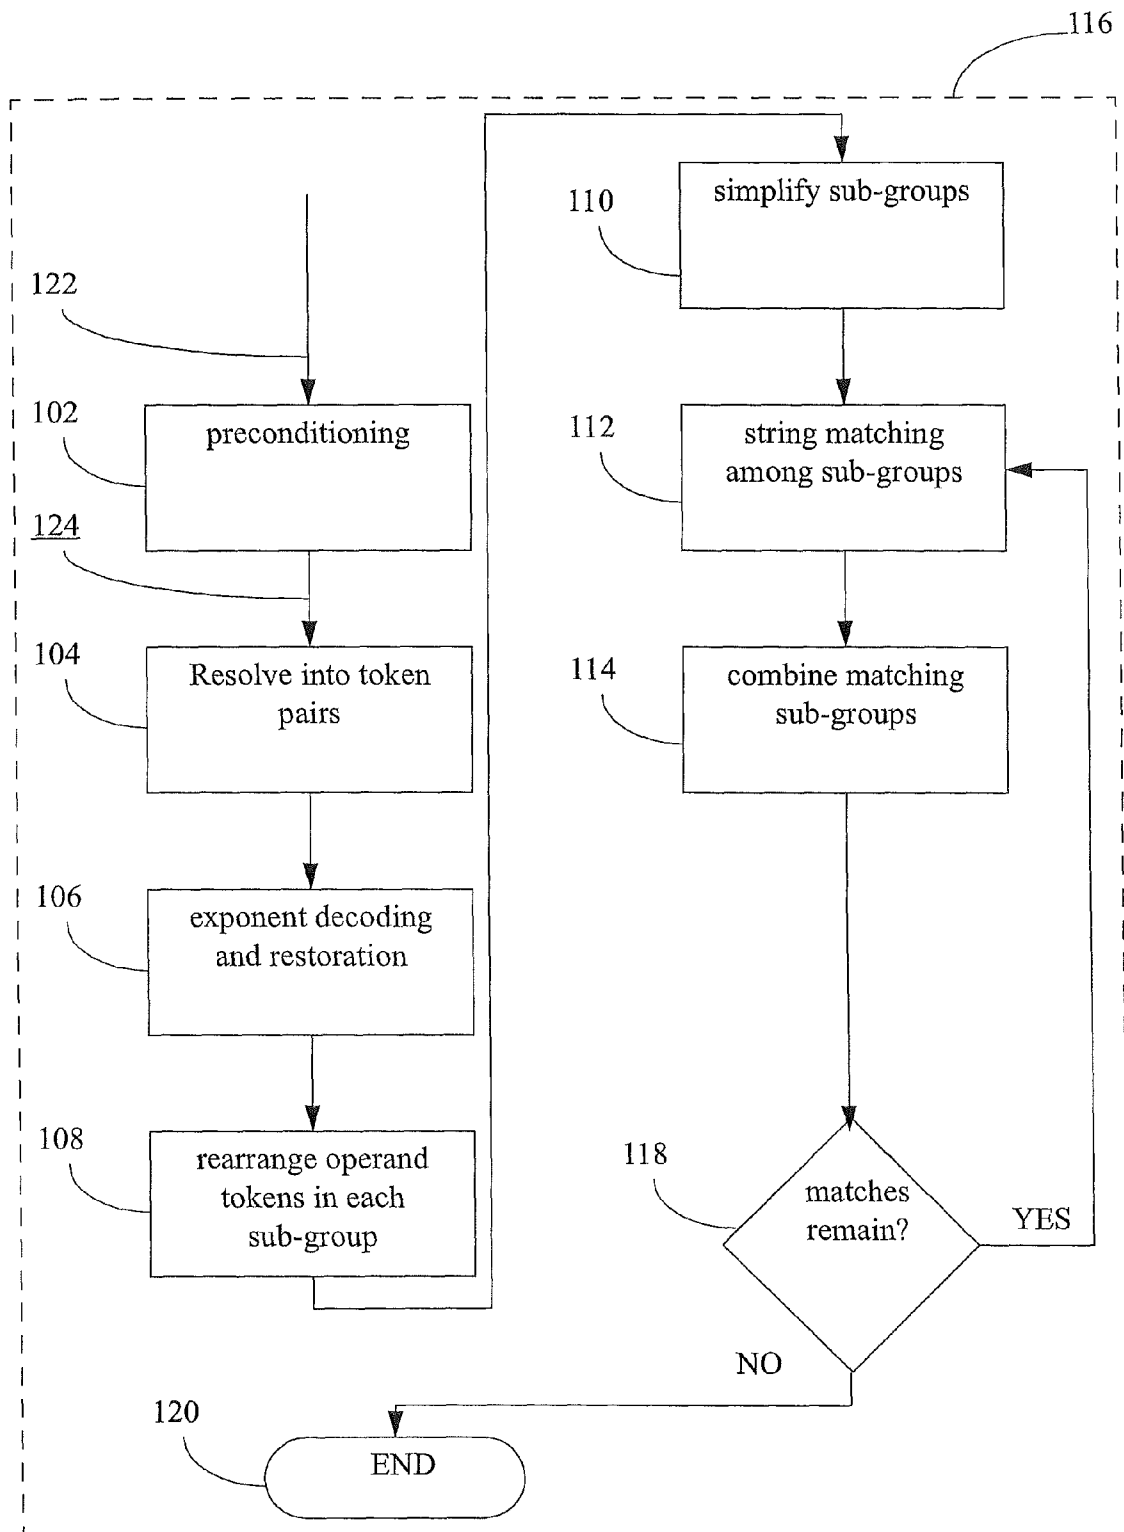 116
122
102
preconditioning
124
104
Resolve into token
pairs
106
exponent decoding
and restoration
108
rearrange operand
tokens in each
sub-group
110
simplify sub-groups
112
string matching
among sub-groups
114
combine matching
sub-groups
118
matches
remain?
YES
NO
120
END